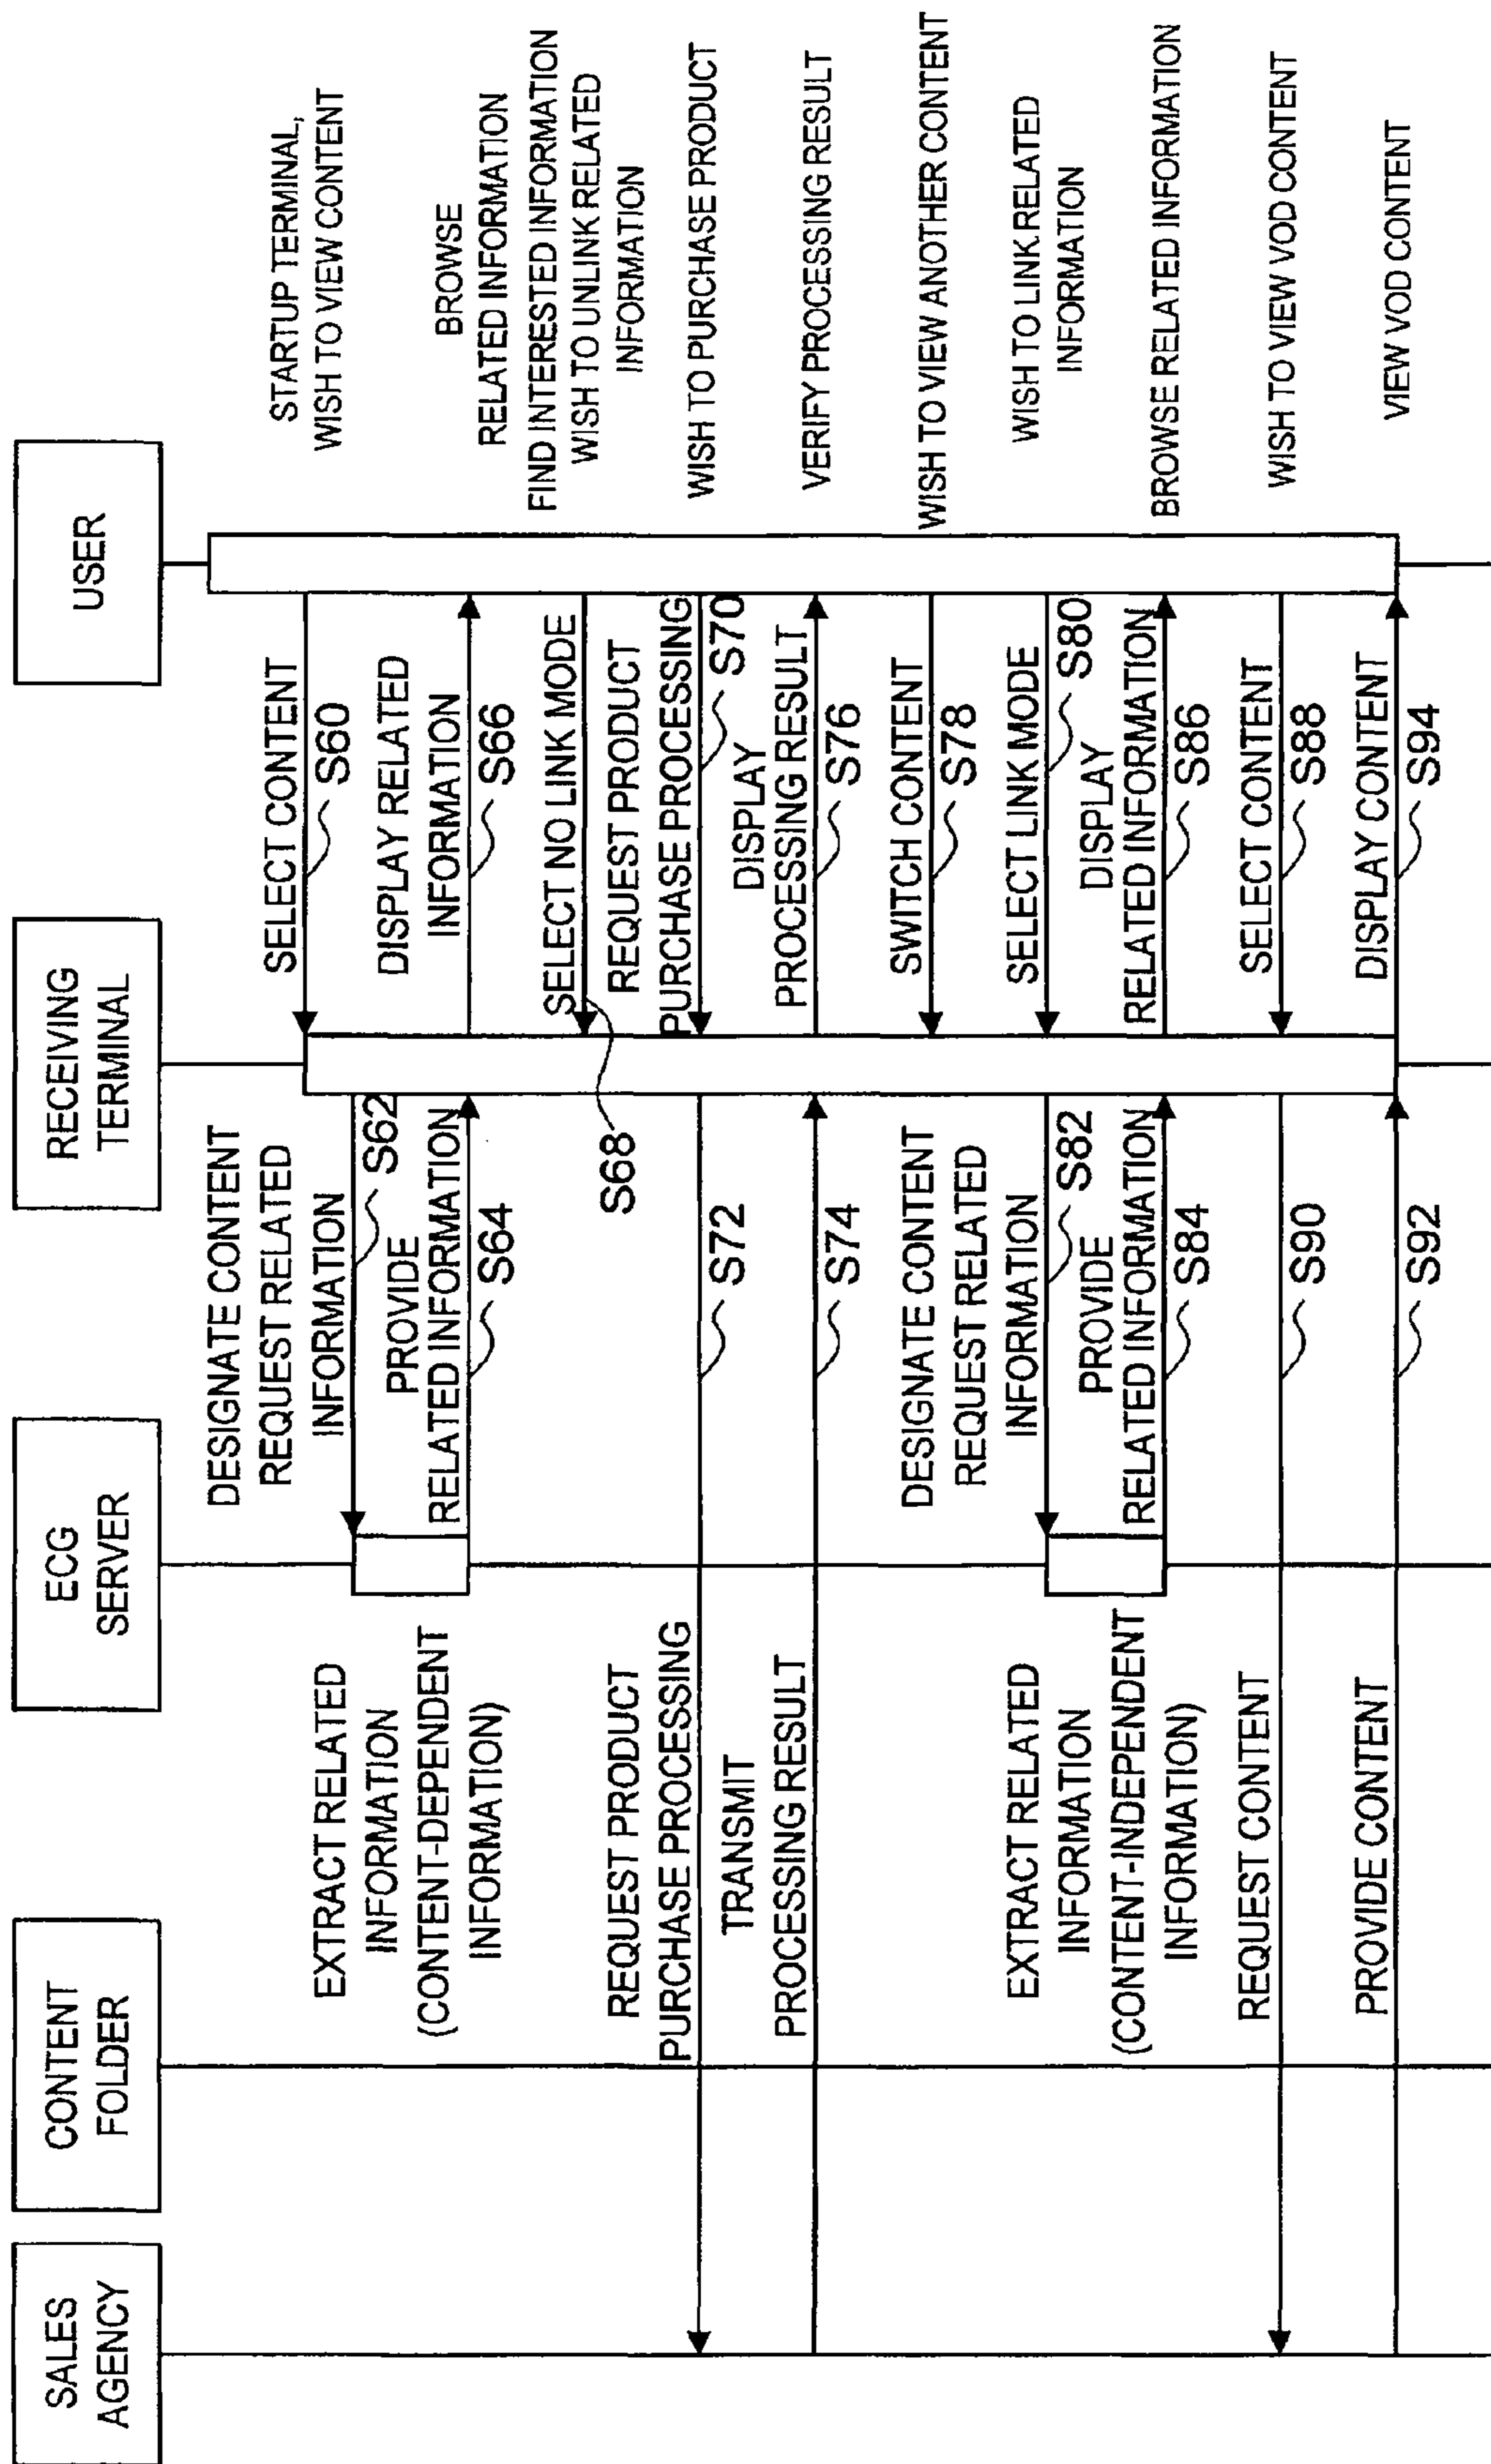 SALES
AGENCY
CONTENT
FOLDER
ECG
SERVER
RECEIVING
TERMINAL
USER
STARTUP TERMINAL,
WISH TO VIEW CONTENT
SELECT CONTENT
S60
DESIGNATE CONTENT
REQUEST RELATED
INFORMATION
S62
EXTRACT RELATED
INFORMATION
(CONTENT-DEPENDENT
INFORMATION)
PROVIDE
RELATED INFORMATION
S64
DISPLAY RELATED
INFORMATION
S66
BROWSE
RELATED INFORMATION
FIND INTERESTED INFORMATION
WISH TO UNLINK RELATED
INFORMATION
SELECT NO LINK MODE
S68
WISH TO PURCHASE PRODUCT
REQUEST PRODUCT
PURCHASE PROCESSING
S70
REQUEST PRODUCT
PURCHASE PROCESSING
S72
TRANSMIT
PROCESSING RESULT
S74
DISPLAY
PROCESSING RESULT
S76
VERIFY PROCESSING RESULT
WISH TO VIEW ANOTHER CONTENT
SWITCH CONTENT
S78
WISH TO LINK RELATED
INFORMATION
SELECT LINK MODE
S80
DESIGNATE CONTENT
REQUEST RELATED
INFORMATION
S82
EXTRACT RELATED
INFORMATION
(CONTENT-INDEPENDENT
INFORMATION)
PROVIDE
RELATED INFORMATION
S84
DISPLAY
RELATED INFORMATION
S86
BROWSE RELATED INFORMATION
WISH TO VIEW VOD CONTENT
SELECT CONTENT
S88
REQUEST CONTENT
S90
PROVIDE CONTENT
S92
DISPLAY CONTENT
S94
VIEW VOD CONTENT